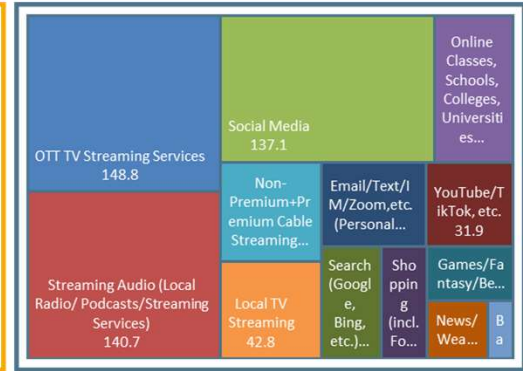 OTT TV Streaming Services
148.8
Streaming Audio (Local
Radio/ Podcasts/Streaming
Services)
140.7
Social Media
137.1
Online
Classes,
Schools,
Colleges,
Universiti
es...
Non-
Premium+Pr
emium Cable
Streaming...
Local TV
Streaming
42.8
Email/Text/I
M/Zoom,etc.
(Personal...
YouTube/T
ikTok, etc.
31.9
Search
(Googl
e,
Bing,
etc.)...
Sho
ppin
g
(incl.
Fo...
Games/Fa
ntasy/Be...
News/
Wea...
B
a